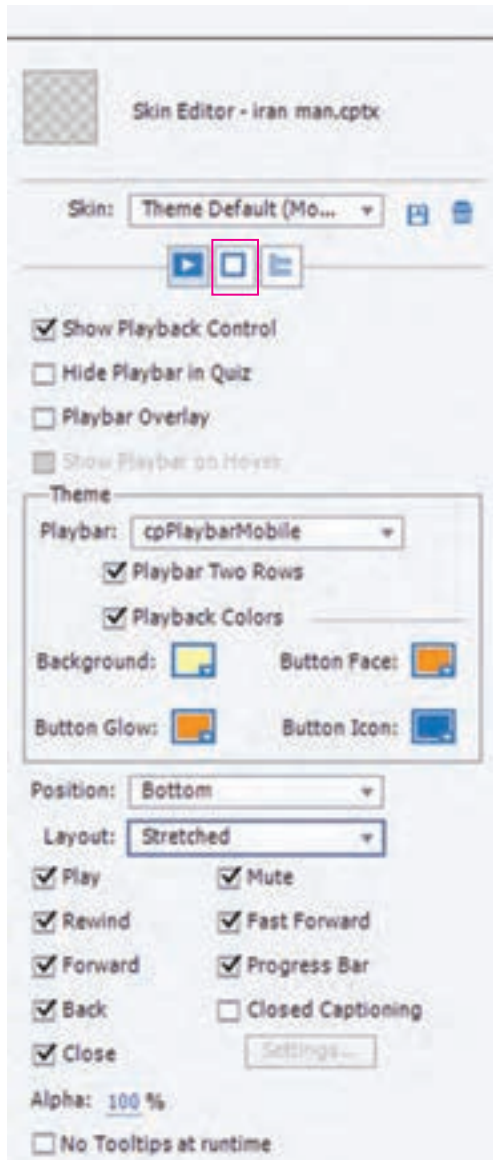 Skin Editor - iran man.cptx
Skin: Theme Default (Mo...
Show Playback Control
Hide Playbar in Quiz
Playbar Overlay
Show Playbar on Hover
Theme
Playbar: cpPlaybarMobile
Playbar Two Rows
Playback Colors
Background: Button Face:
Button Glow: Button Icon:
Position: Bottom
Layout: Stretched
Play Mute
Rewind Fast Forward
Forward Progress Bar
Back Closed Captioning
Close Settings...
Alpha: 100 %
No Tooltips at runtime